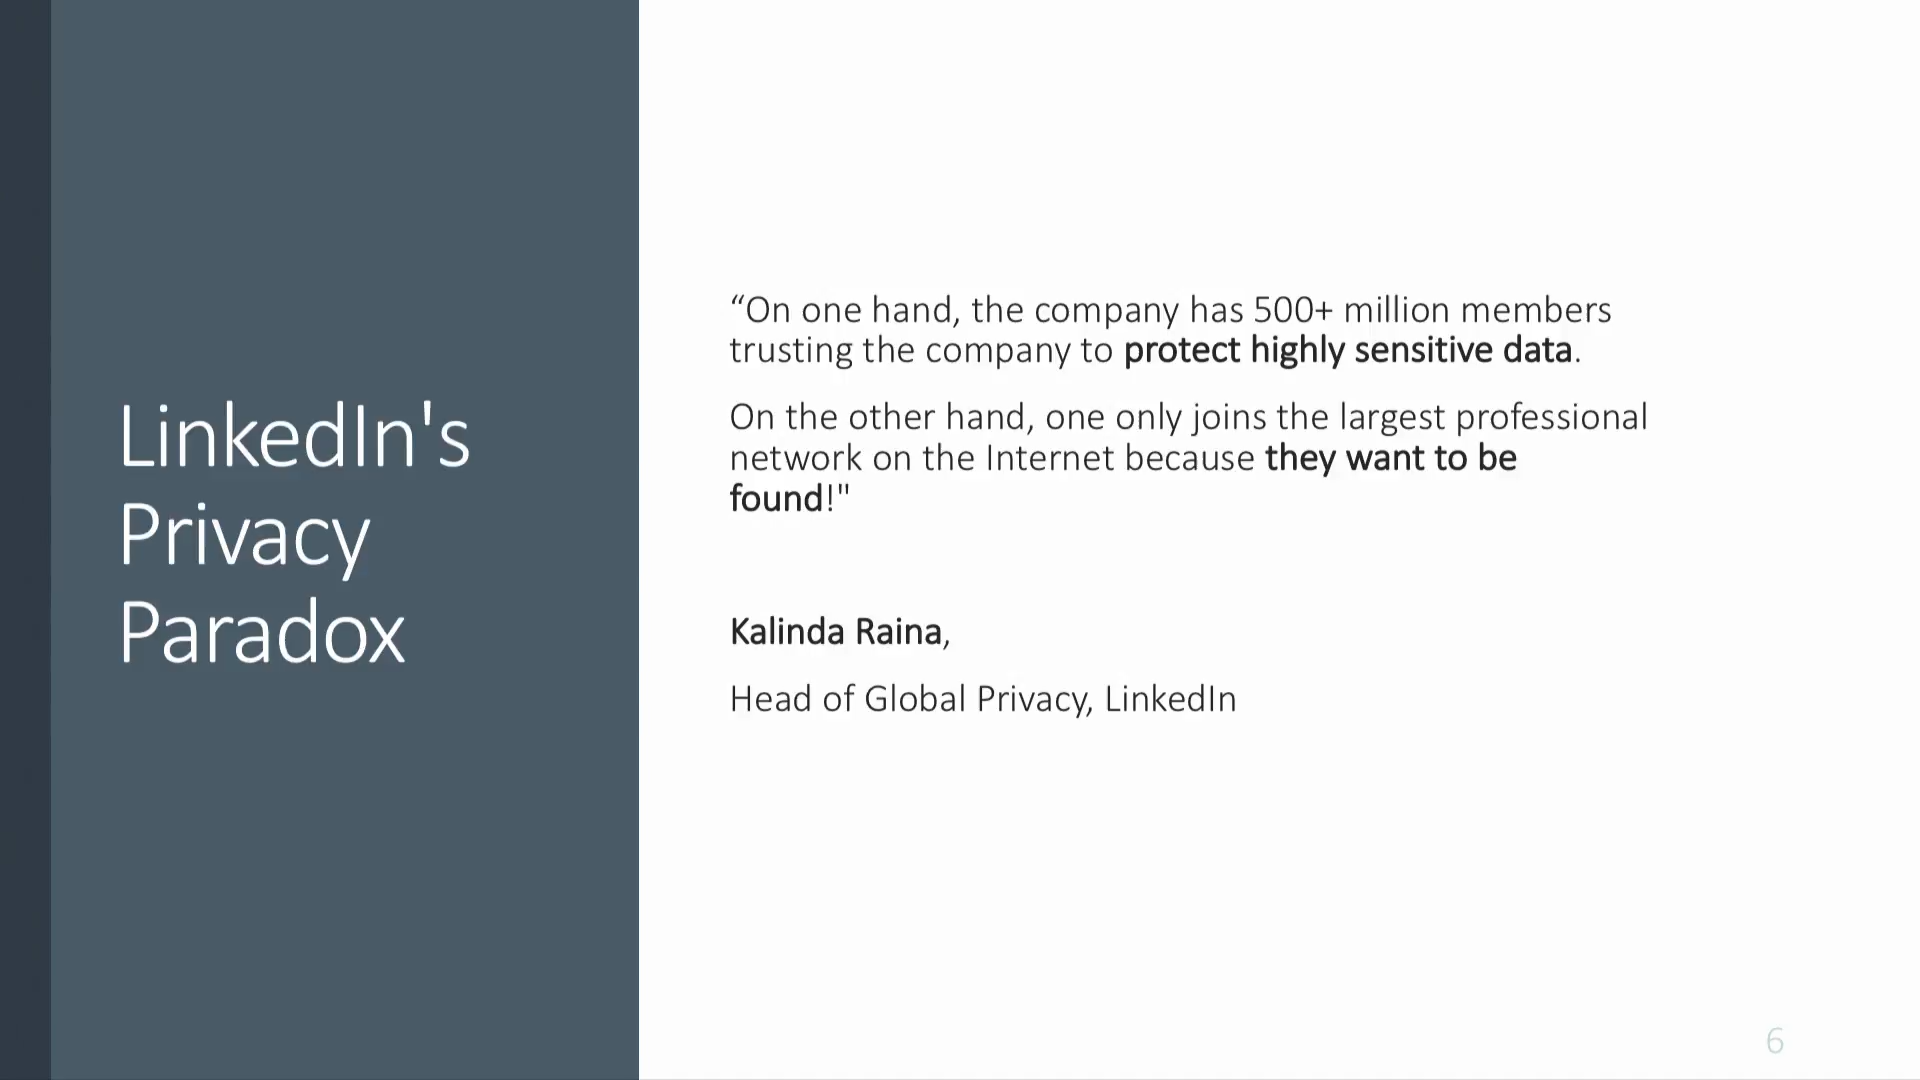 LinkedIn's
Privacy
Paradox
“On one hand, the company has 500+ million members
trusting the company to protect highly sensitive data.
On the other hand, one only joins the largest professional
network on the Internet because they want to be
found!"
Kalinda Raina,
Head of Global Privacy, LinkedIn
6